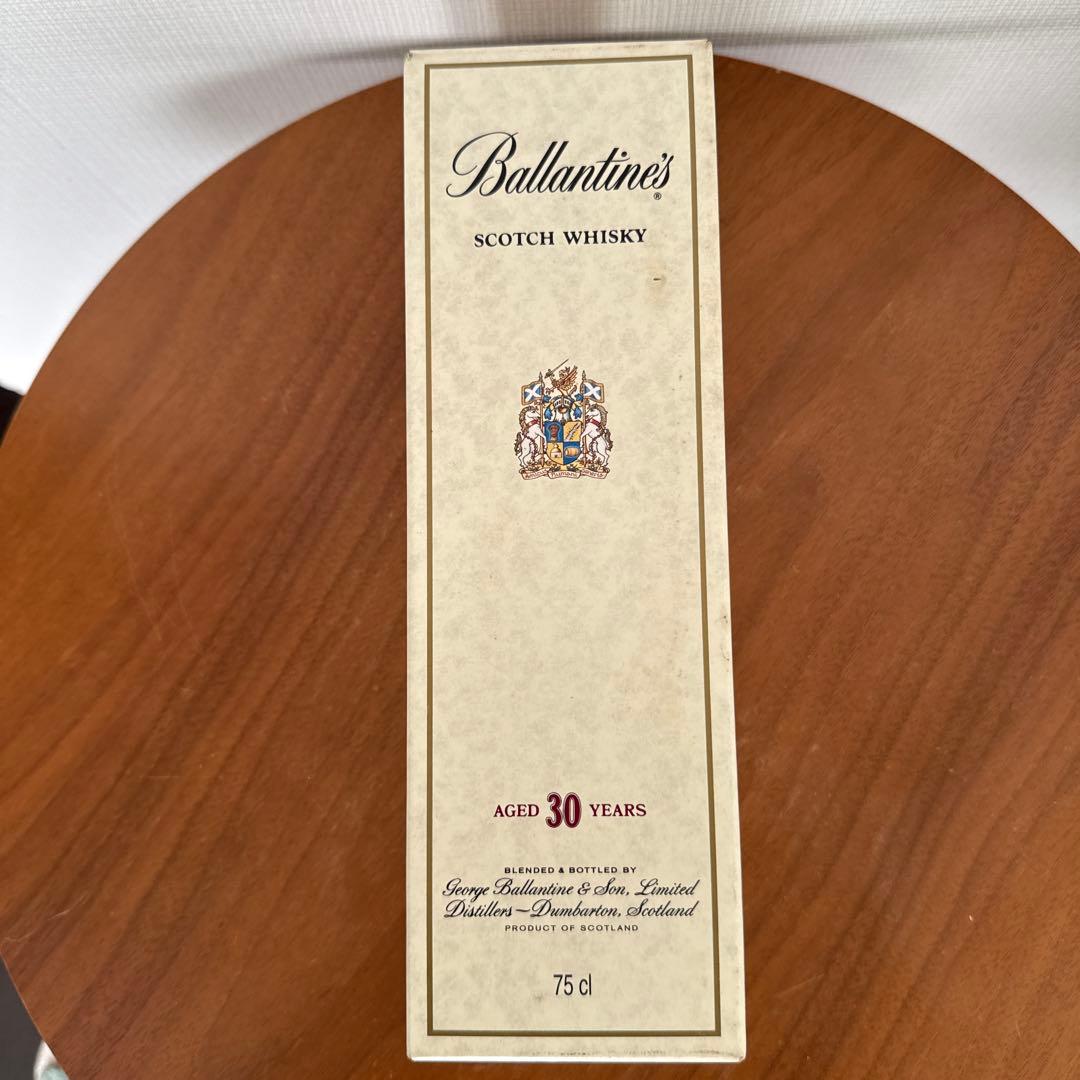 Ballantine's
®
SCOTCH WHISKY
AGED 30 YEARS
BLENDED & BOTTLED BY
George Ballantine & Son, Limited
Distillers—Dumbarton, Scotland
PRODUCT OF SCOTLAND
75 cl